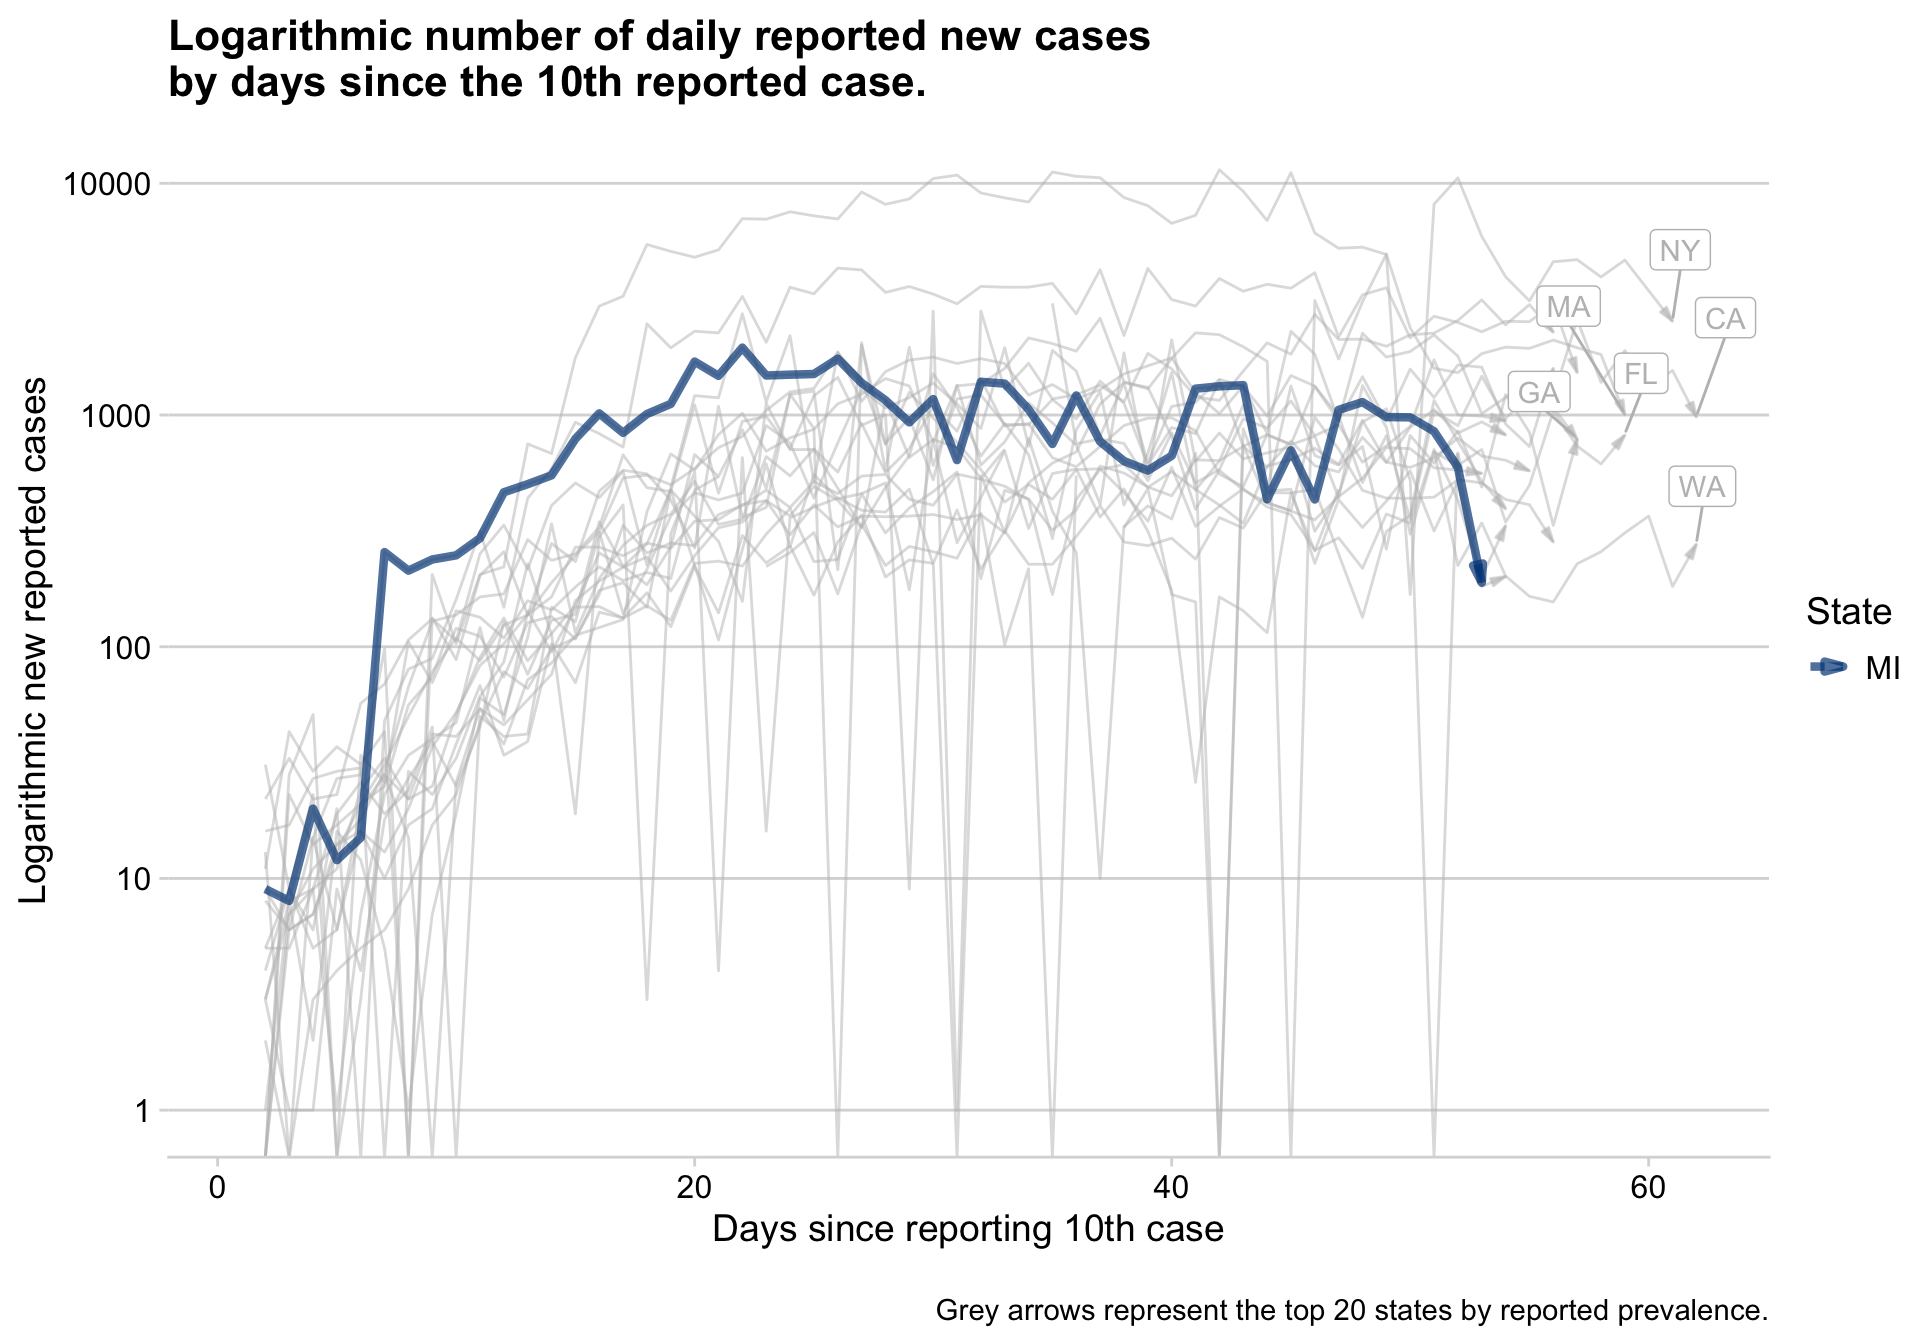 Logarithmic number of daily reported new cases
by days since the 10th reported case.
Logarithmic new reported cases
10000
1000
100
10
1
NY
MA
CA
FL
GA
WA
State
MI
0
20
40
60
Days since reporting 10th case
Grey arrows represent the top 20 states by reported prevalence.